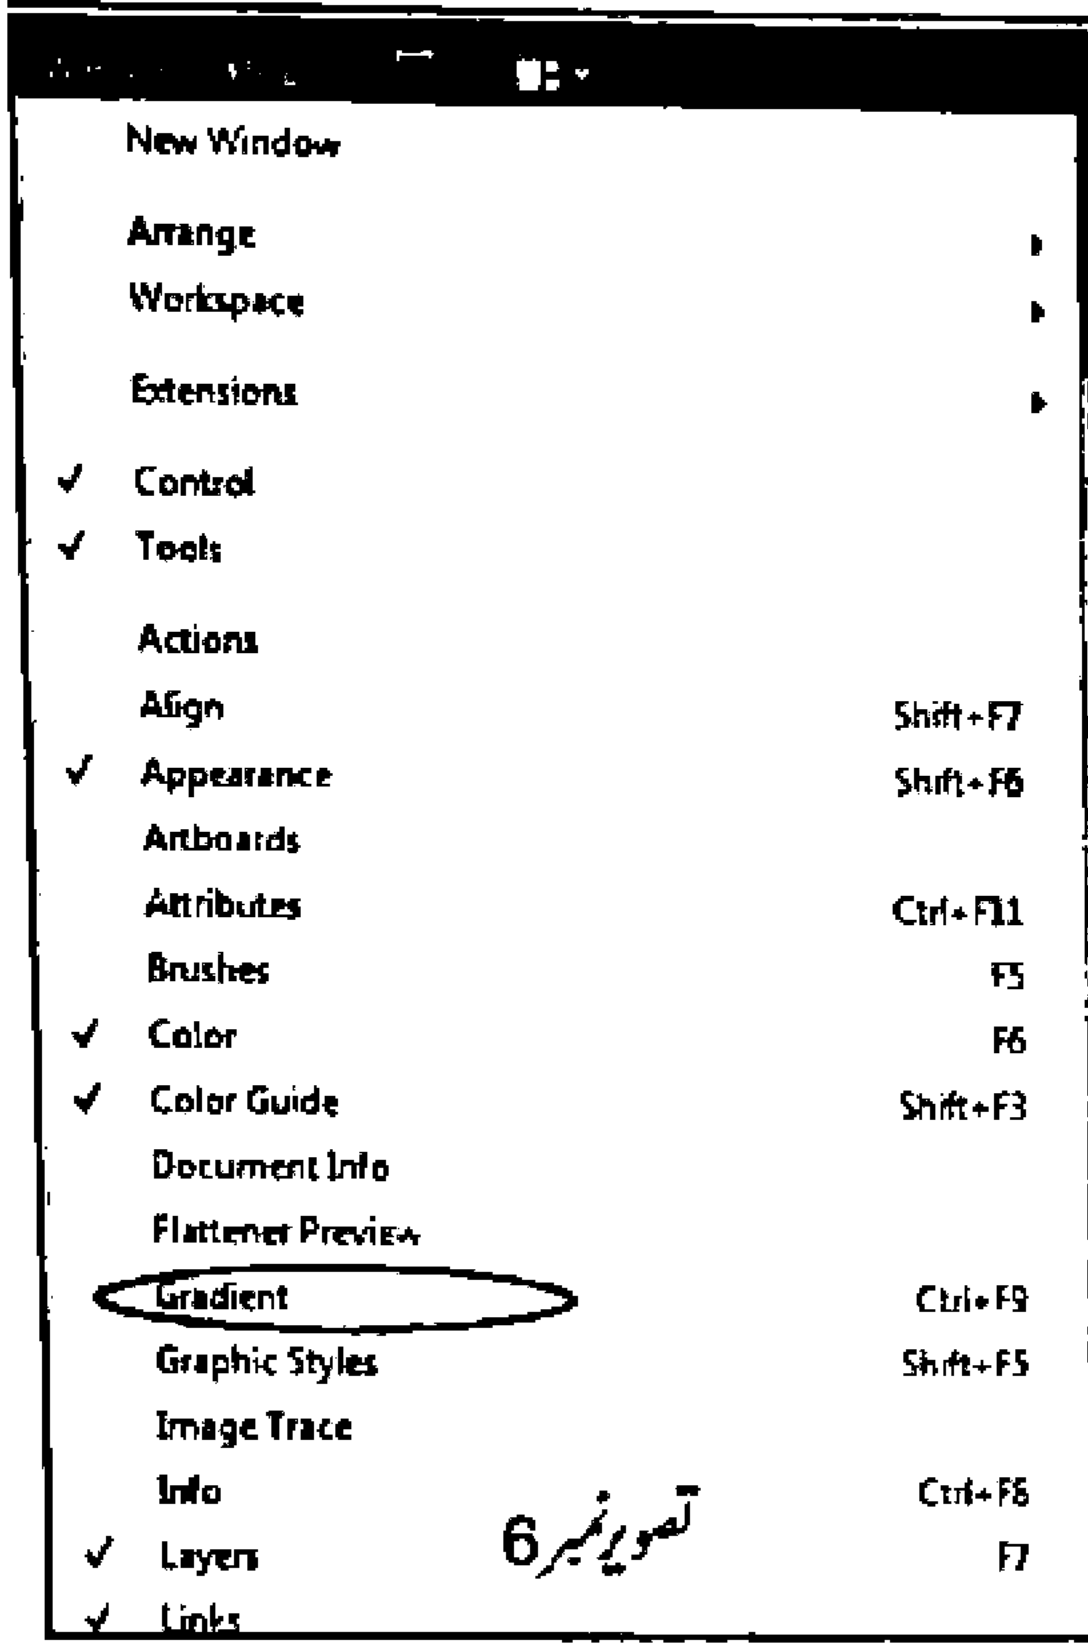 New Window
Arrange
Workspace
Extensions
✓ Control
✓ Tools
Actions
Align Shift+F7
✓ Appearance Shift+F6
Artboards
Attributes Ctrl+F11
Brushes F5
✓ Color F6
✓ Color Guide Shift+F3
Document Info
Flattener Preview
Gradient Ctrl+F9
Graphic Styles Shift+F5
Image Trace
Info Ctrl+F8
✓ Layers F7
✓ Links
تصویر نمبر 6